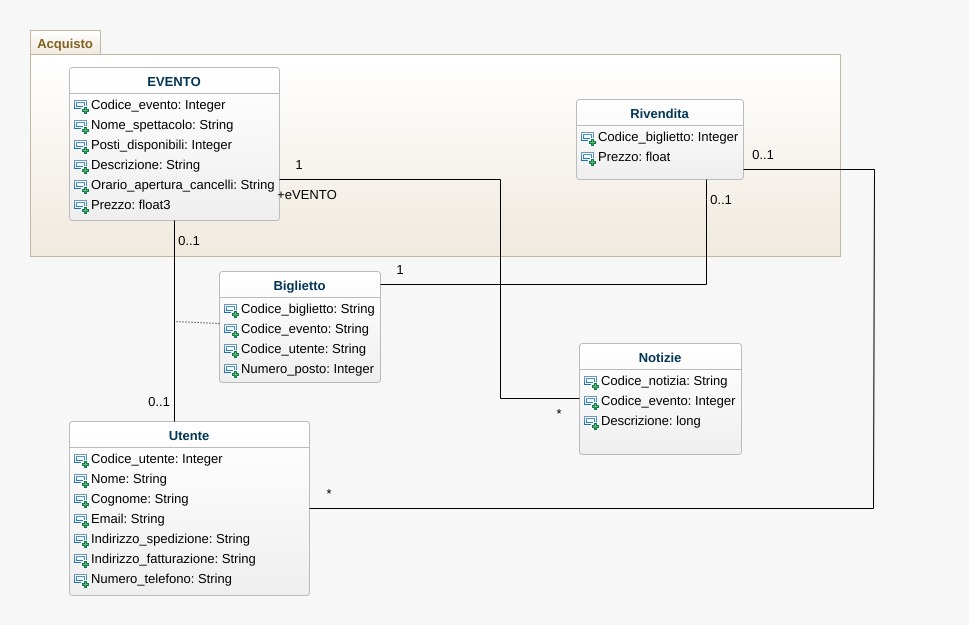 Acquisto
EVENTO
Codice_evento: Integer
Nome_spettacolo: String
Posti_disponibili: Integer
Descrizione: String
Orario_apertura_cancelli: String
Prezzo: float3
1
+eVENTO
0..1
Rivendita
Codice_biglietto: Integer
Prezzo: float
0..1
0..1
1
Biglietto
Codice_biglietto: String
Codice_evento: String
Codice_utente: String
Numero_posto: Integer
Notizie
Codice_notizia: String
Codice_evento: Integer
Descrizione: long
*
0..1
Utente
Codice_utente: Integer
Nome: String
Cognome: String
Email: String
Indirizzo_spedizione: String
Indirizzo_fatturazione: String
Numero_telefono: String
*